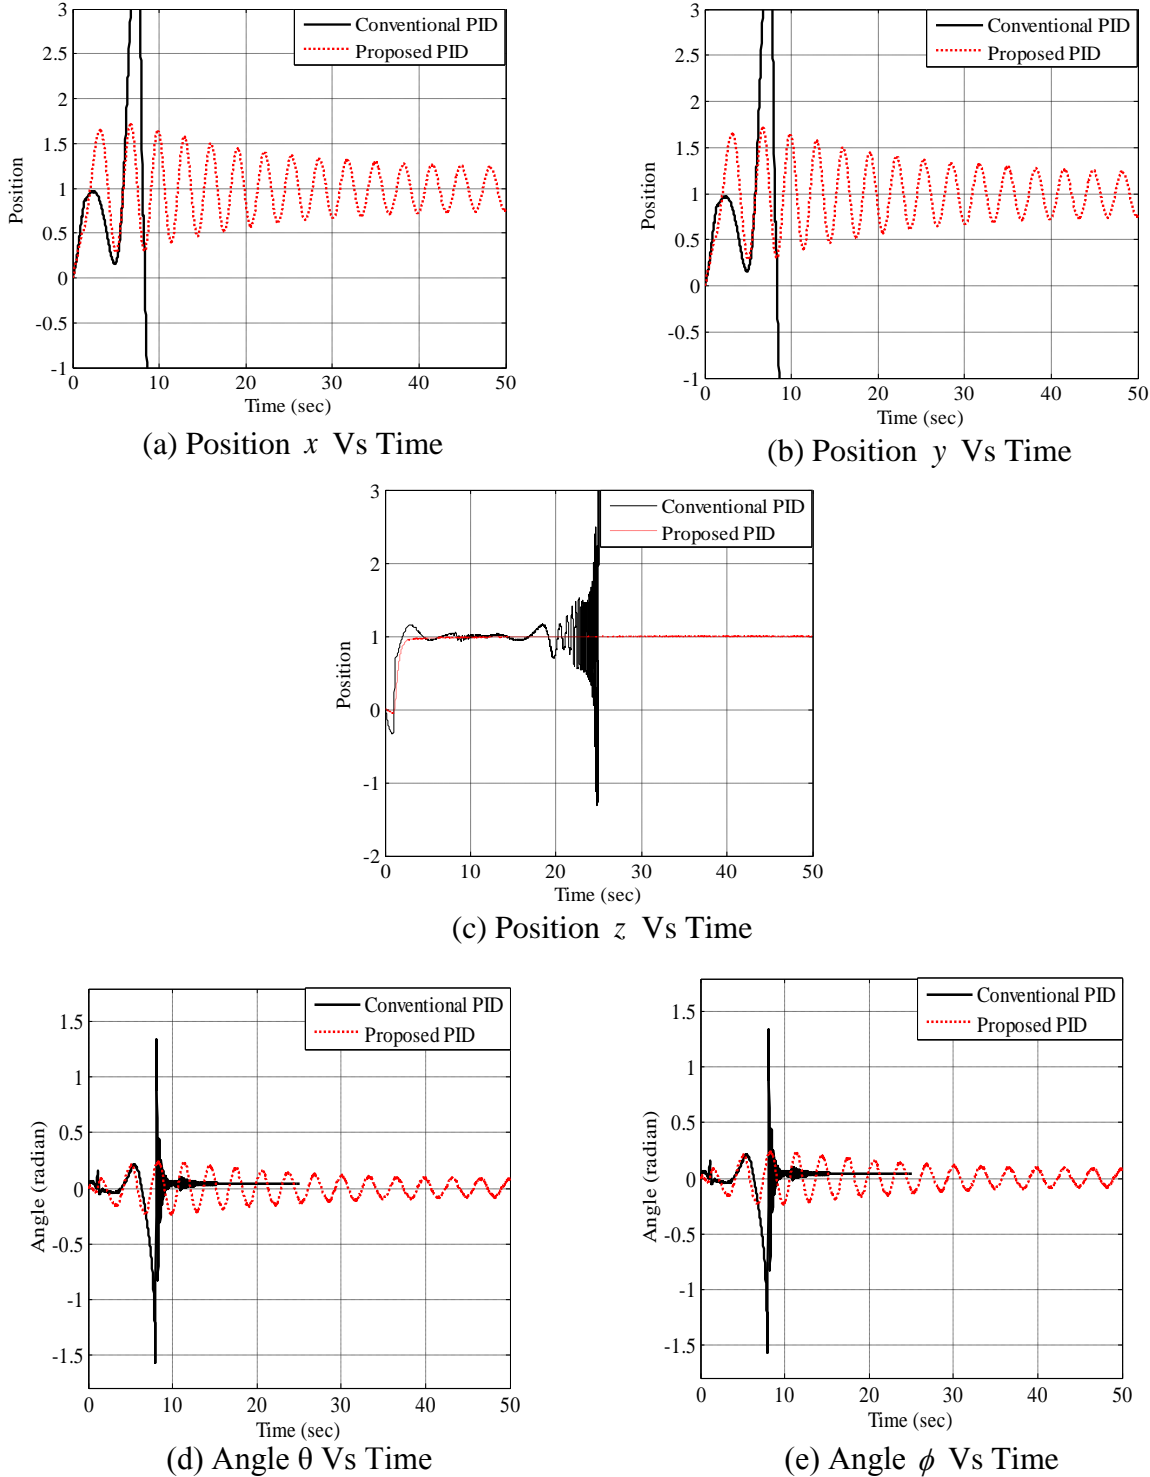 3
2.5
2
1.5
1
0.5
0
-0.5
-1
Position
Conventional PID
Proposed PID
0 10 20 30 40 50
Time (sec)
(a) Position x Vs Time
3
2.5
2
1.5
1
0.5
0
-0.5
-1
Position
Conventional PID
Proposed PID
0 10 20 30 40 50
Time (sec)
(b) Position y Vs Time
3
2
1
0
-1
-2
Position
Conventional PID
Proposed PID
0 10 20 30 40 50
Time (sec)
(c) Position z Vs Time
1.5
1
0.5
0
-0.5
-1
-1.5
Angle (radian)
Conventional PID
Proposed PID
0 10 20 30 40 50
Time (sec)
(d) Angle θ Vs Time
1.5
1
0.5
0
-0.5
-1
-1.5
Angle (radian)
Conventional PID
Proposed PID
0 10 20 30 40 50
Time (sec)
(e) Angle ϕ Vs Time